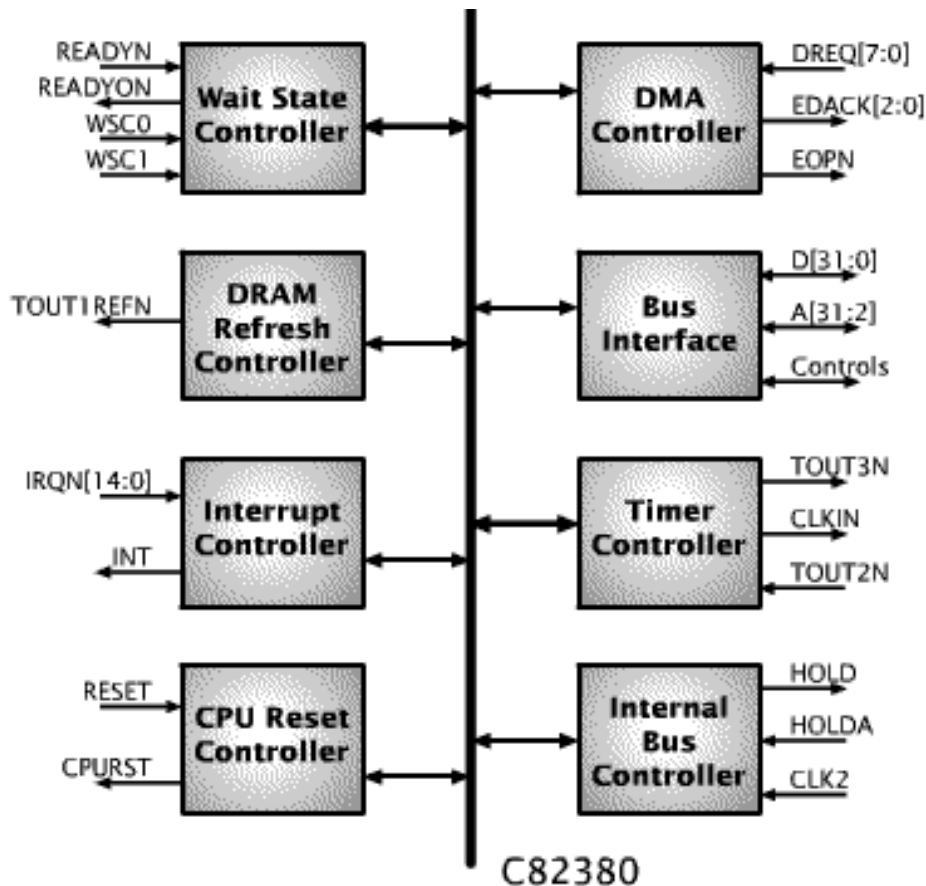 READYN
READYON
WSC0
WSC1
Wait State
Controller
DMA
Controller
DREQ[7:0]
EDACK[2:0]
EOPN
TOUT1REFN
DRAM
Refresh
Controller
Bus
Interface
D[31:0]
A[31:2]
Controls
IRQN[14:0]
INT
Interrupt
Controller
Timer
Controller
TOUT3N
CLKIN
TOUT2N
RESET
CPURST
CPU Reset
Controller
Internal
Bus
Controller
HOLD
HOLDA
CLK2
C82380